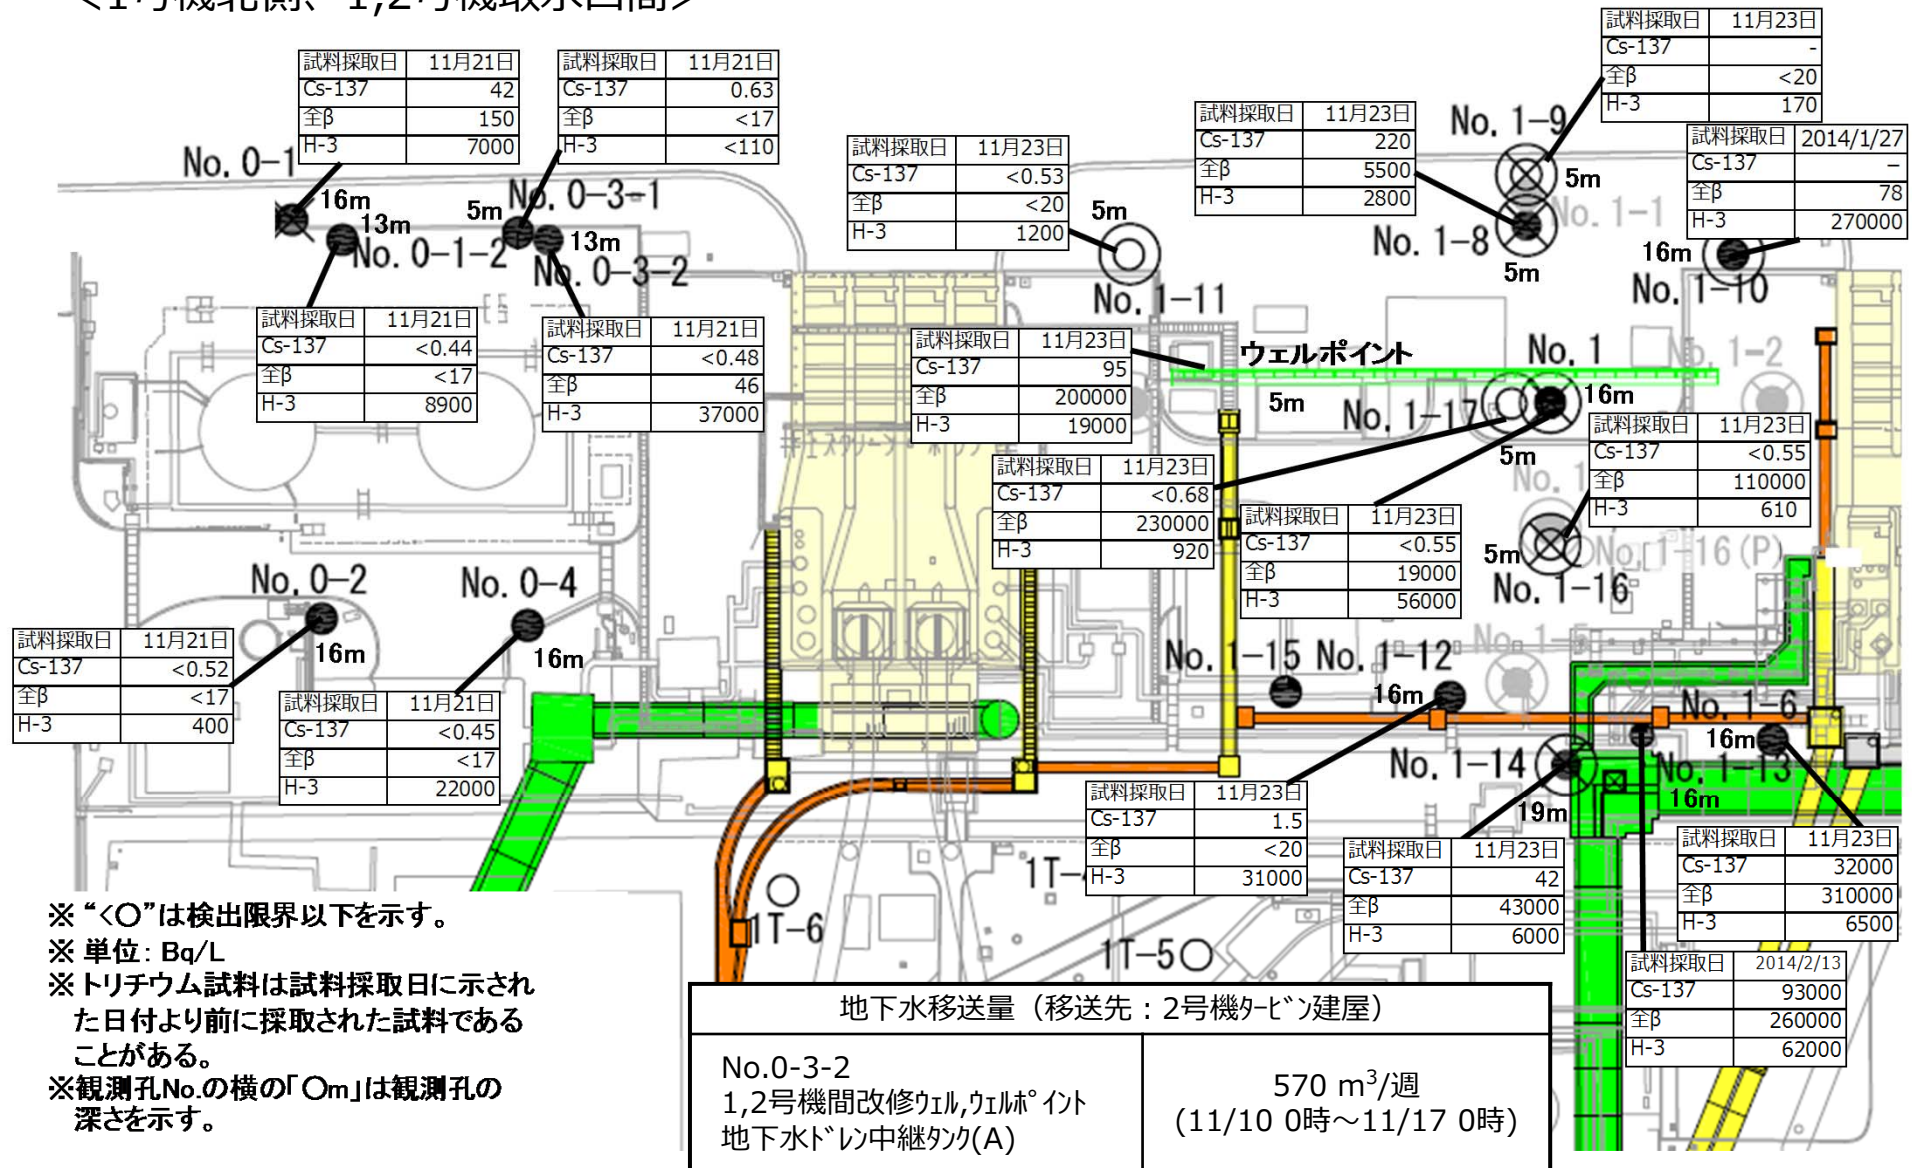 <1号機北側、1,2号機取水口間>
試料採取日 11月23日
Cs-137 -
全β <20
H-3 170
試料採取日 11月21日
Cs-137 42
全β 150
H-3 7000
試料採取日 11月21日
Cs-137 0.63
全β <17
H-3 <110
試料採取日 11月23日
Cs-137 220
全β 5500
H-3 2800
試料採取日 2014/1/27
Cs-137 –
全β 78
H-3 270000
試料採取日 11月23日
Cs-137 <0.53
全β <20
H-3 1200
No. 0-1
16m
13m
No. 0-1-2
5m
No. 0-3-1
13m
No. 0-3-2
5m
No. 1-11
No. 1-9
5m
No. 1-1
No. 1-8
5m
16m
No. 1-10
試料採取日 11月21日
Cs-137 <0.44
全β <17
H-3 8900
試料採取日 11月21日
Cs-137 <0.48
全β 46
H-3 37000
試料採取日 11月23日
Cs-137 95
全β 200000
H-3 19000
ウェルポイント
5m
No. 1
No. 1-2
16m
No. 1-17
5m
試料採取日 11月23日
Cs-137 <0.55
全β 110000
H-3 610
試料採取日 11月23日
Cs-137 <0.68
全β 230000
H-3 920
試料採取日 11月23日
Cs-137 <0.55
全β 19000
H-3 56000
No. 1
5m
No. 1-16(P)
No. 1-16
No. 0-2
16m
No. 0-4
16m
No. 1-15
No. 1-12
16m
No. 1-5
No. 1-6
16m
No. 1-14
19m
No. 1-13
16m
試料採取日 11月21日
Cs-137 <0.52
全β <17
H-3 400
試料採取日 11月21日
Cs-137 <0.45
全β <17
H-3 22000
試料採取日 11月23日
Cs-137 1.5
全β <20
H-3 31000
試料採取日 11月23日
Cs-137 42
全β 43000
H-3 6000
試料採取日 11月23日
Cs-137 32000
全β 310000
H-3 6500
試料採取日 2014/2/13
Cs-137 93000
全β 260000
H-3 62000
1T-6
1T-5
※ “<○”は検出限界以下を示す。
※ 単位: Bq/L
※ トリチウム試料は試料採取日に示され
た日付より前に採取された試料である
ことがある。
※観測孔No.の横の「○m」は観測孔の
深さを示す。
地下水移送量（移送先：2号機ﾀｰﾋﾞﾝ建屋）
No.0-3-2
1,2号機間改修ｳｪﾙ,ｳｪﾙﾎﾟｲﾝﾄ
地下水ﾄﾞﾚﾝ中継ﾀﾝｸ(A)
570 m³/週
(11/10 0時～11/17 0時)